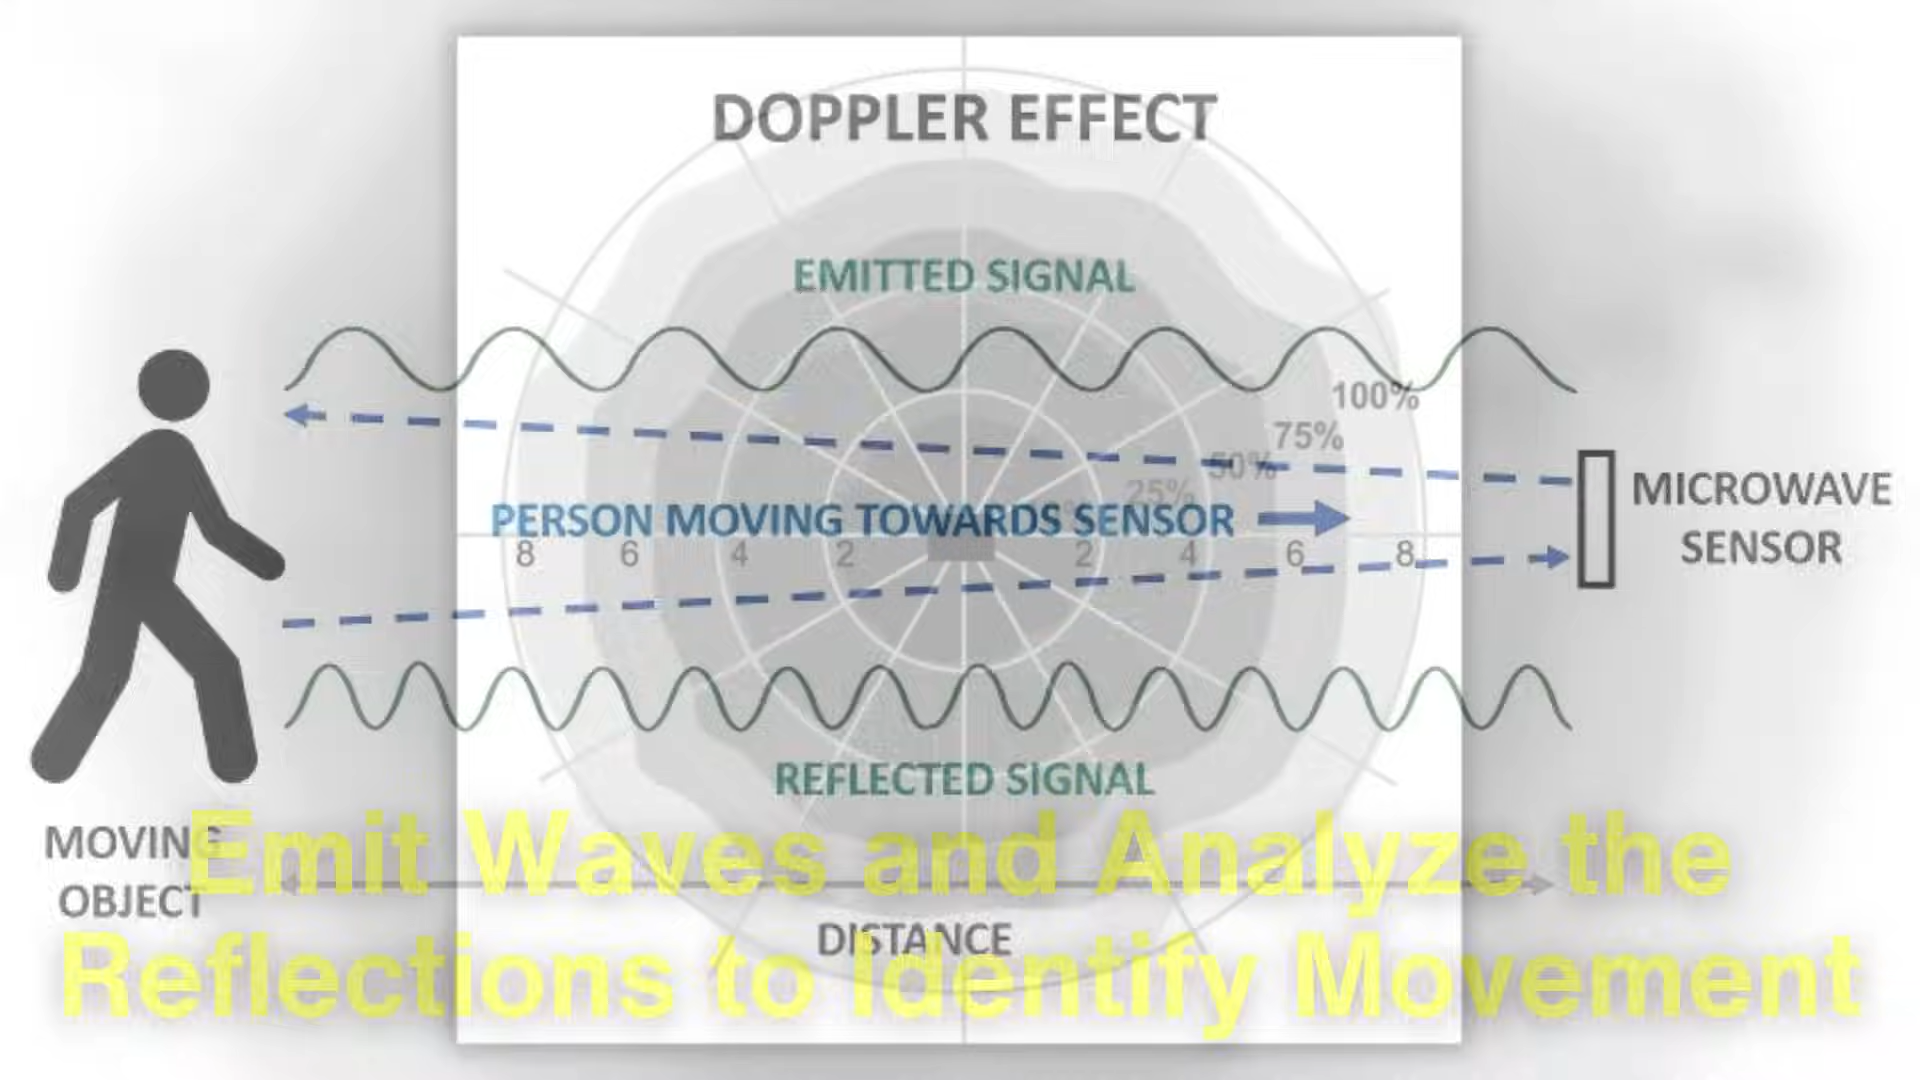 DOPPLER EFFECT
EMITTED SIGNAL
100%
75%
50%
25%
PERSON MOVING TOWARDS SENSOR
MICROWAVE
SENSOR
8 6 4 2 2 4 6 8
REFLECTED SIGNAL
MOVING
OBJECT
Emit Waves and Analyze the
DISTANCE
Reflections to Identify Movement